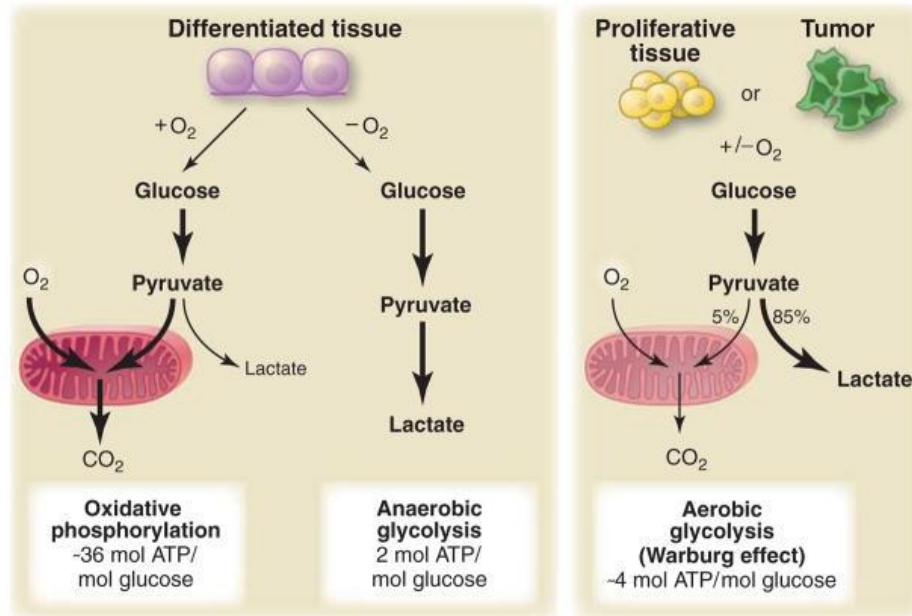 Differentiated tissue
+O₂
−O₂
Glucose
Glucose
O₂
Pyruvate
Pyruvate
Lactate
Lactate
CO₂
Oxidative
phosphorylation
~36 mol ATP/
mol glucose
Anaerobic
glycolysis
2 mol ATP/
mol glucose
Proliferative
tissue
or
Tumor
+/−O₂
Glucose
O₂
Pyruvate
5%
85%
Lactate
CO₂
Aerobic
glycolysis
(Warburg effect)
~4 mol ATP/mol glucose